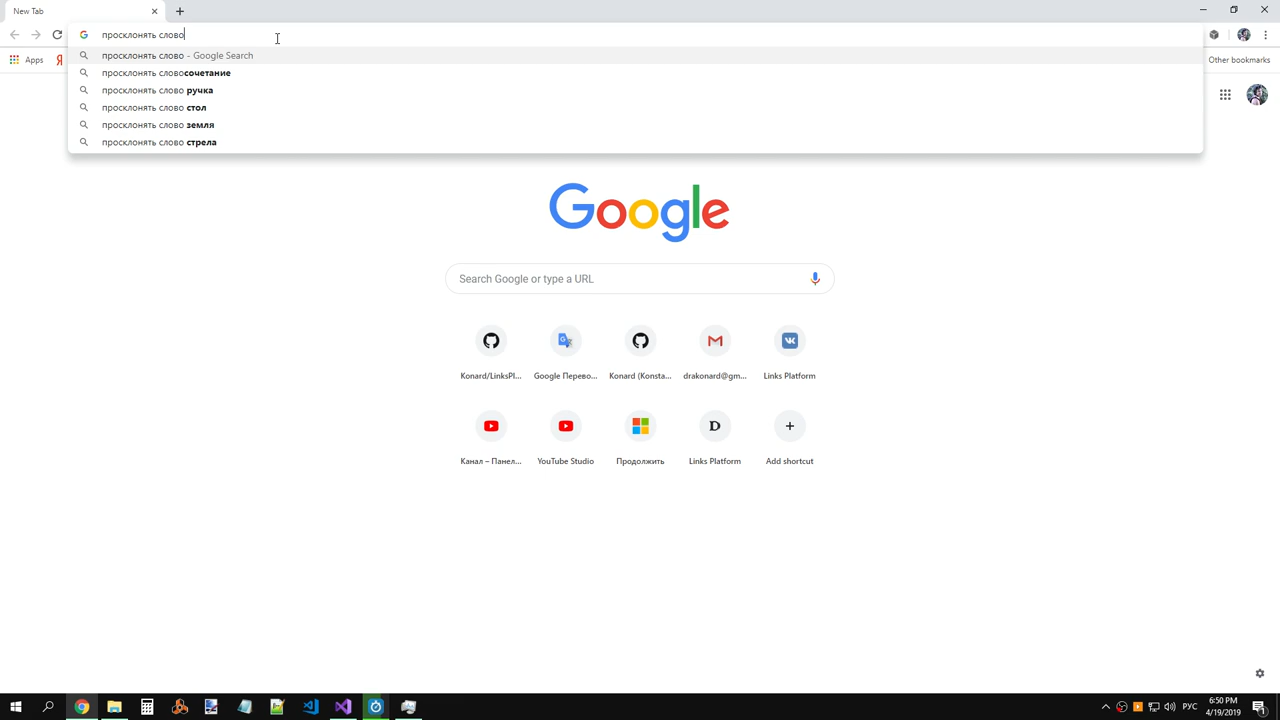 New Tab
просклонять слово
просклонять слово - Google Search
просклонять словосочетание
просклонять слово ручка
просклонять слово стол
просклонять слово земля
просклонять слово стрела
Apps
Я
Other bookmarks
Google
Search Google or type a URL
Konard/LinksPl...
Google Перево...
Konard (Konsta...
drakonard@gm...
Links Platform
Канал – Панел...
YouTube Studio
Продолжить
Links Platform
Add shortcut
РУС
6:50 PM
4/19/2019
1